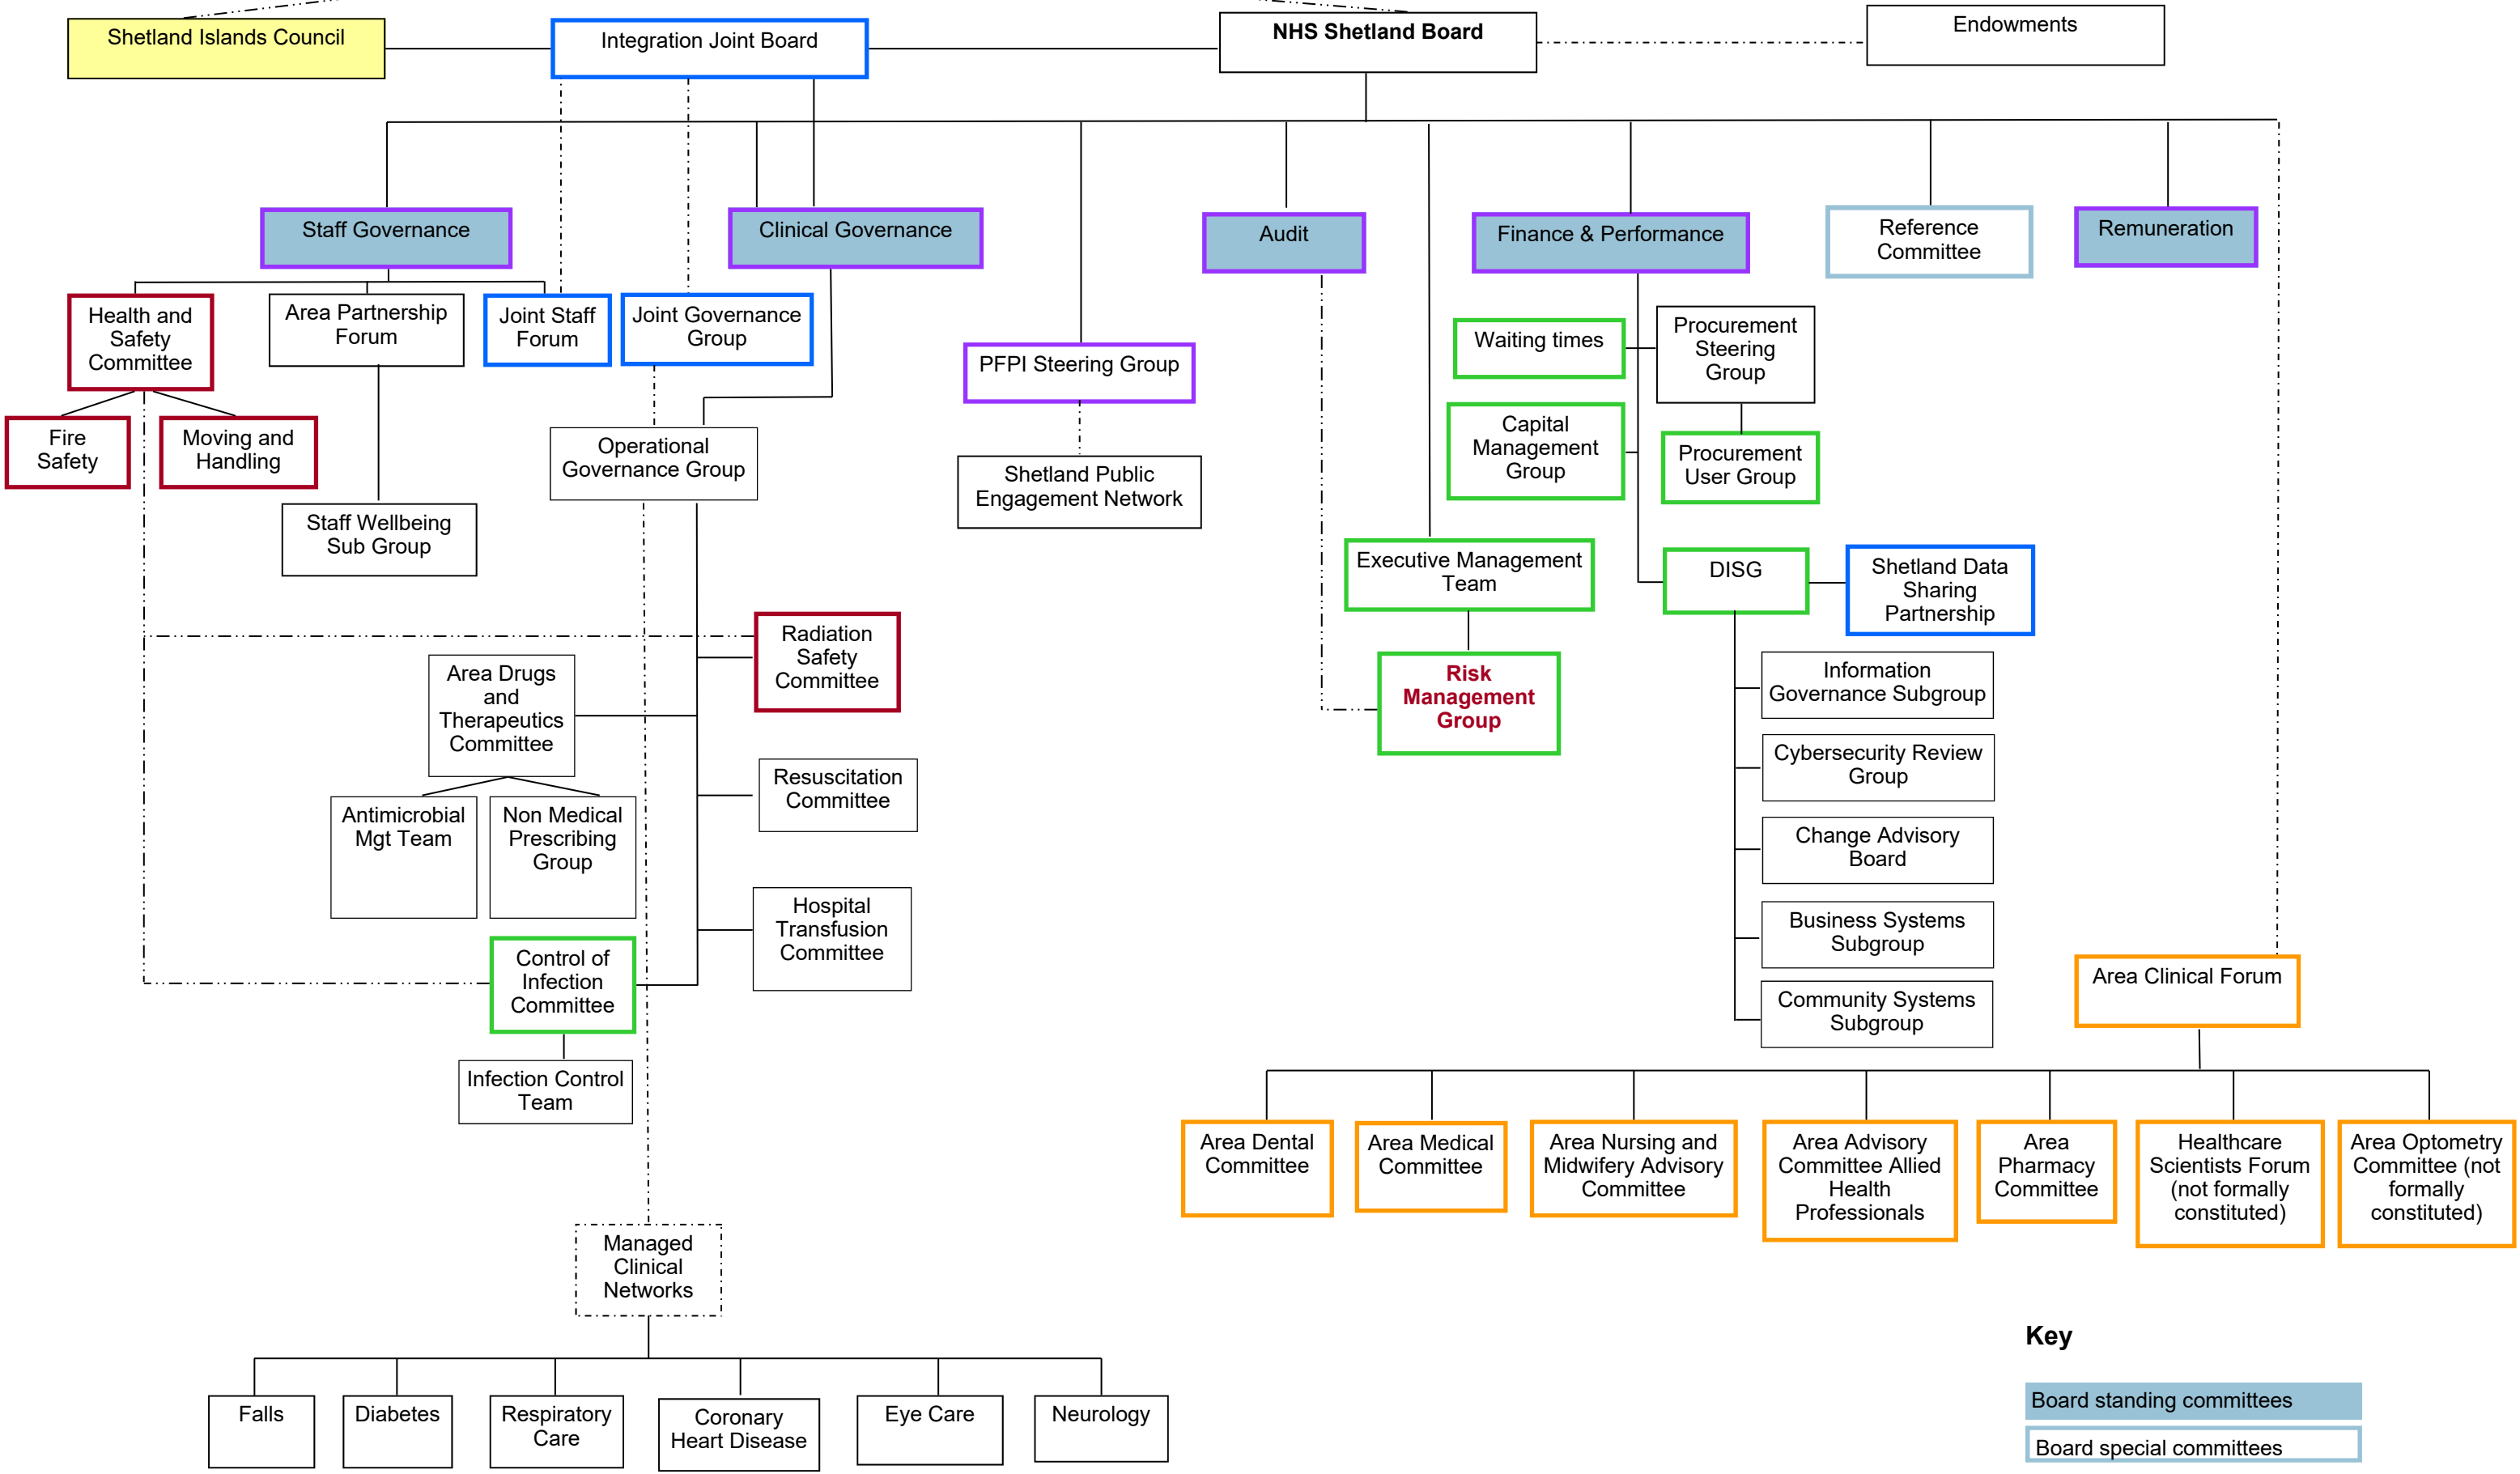 Shetland Islands Council
Integration Joint Board
NHS Shetland Board
Endowments
Staff Governance
Clinical Governance
Audit
Finance & Performance
Reference
Committee
Remuneration
Health and
Safety
Committee
Area Partnership
Forum
Joint Staff
Forum
Joint Governance
Group
PFPI Steering Group
Waiting times
Procurement
Steering
Group
Fire
Safety
Moving and
Handling
Operational
Governance Group
Shetland Public
Engagement Network
Capital
Management
Group
Procurement
User Group
Staff Wellbeing
Sub Group
Executive Management
Team
DISG
Shetland Data
Sharing
Partnership
Radiation
Safety
Committee
Area Drugs
and
Therapeutics
Committee
Risk
Management
Group
Information
Governance Subgroup
Cybersecurity Review
Group
Resuscitation
Committee
Antimicrobial
Mgt Team
Non Medical
Prescribing
Group
Change Advisory
Board
Hospital
Transfusion
Committee
Business Systems
Subgroup
Control of
Infection
Committee
Community Systems
Subgroup
Area Clinical Forum
Infection Control
Team
Area Dental
Committee
Area Medical
Committee
Area Nursing and
Midwifery Advisory
Committee
Area Advisory
Committee Allied
Health
Professionals
Area
Pharmacy
Committee
Healthcare
Scientists Forum
(not formally
constituted)
Area Optometry
Committee (not
formally
constituted)
Managed
Clinical
Networks
Falls
Diabetes
Respiratory
Care
Coronary
Heart Disease
Eye Care
Neurology
Key
Board standing committees
Board special committees